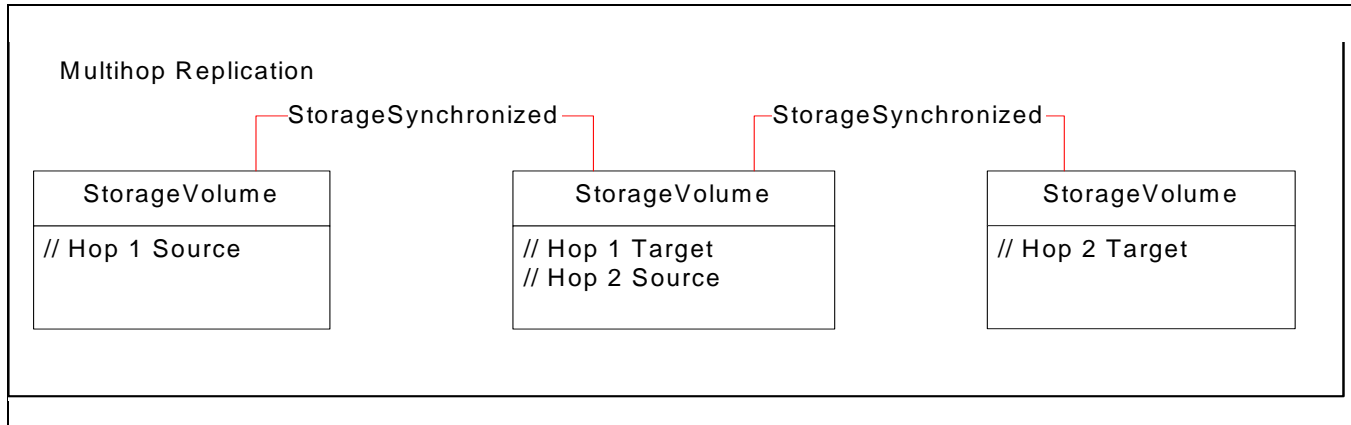 Multihop Replication
StorageSynchronized
StorageSynchronized
StorageVolume
// Hop 1 Source
StorageVolume
// Hop 1 Target
// Hop 2 Source
StorageVolume
// Hop 2 Target